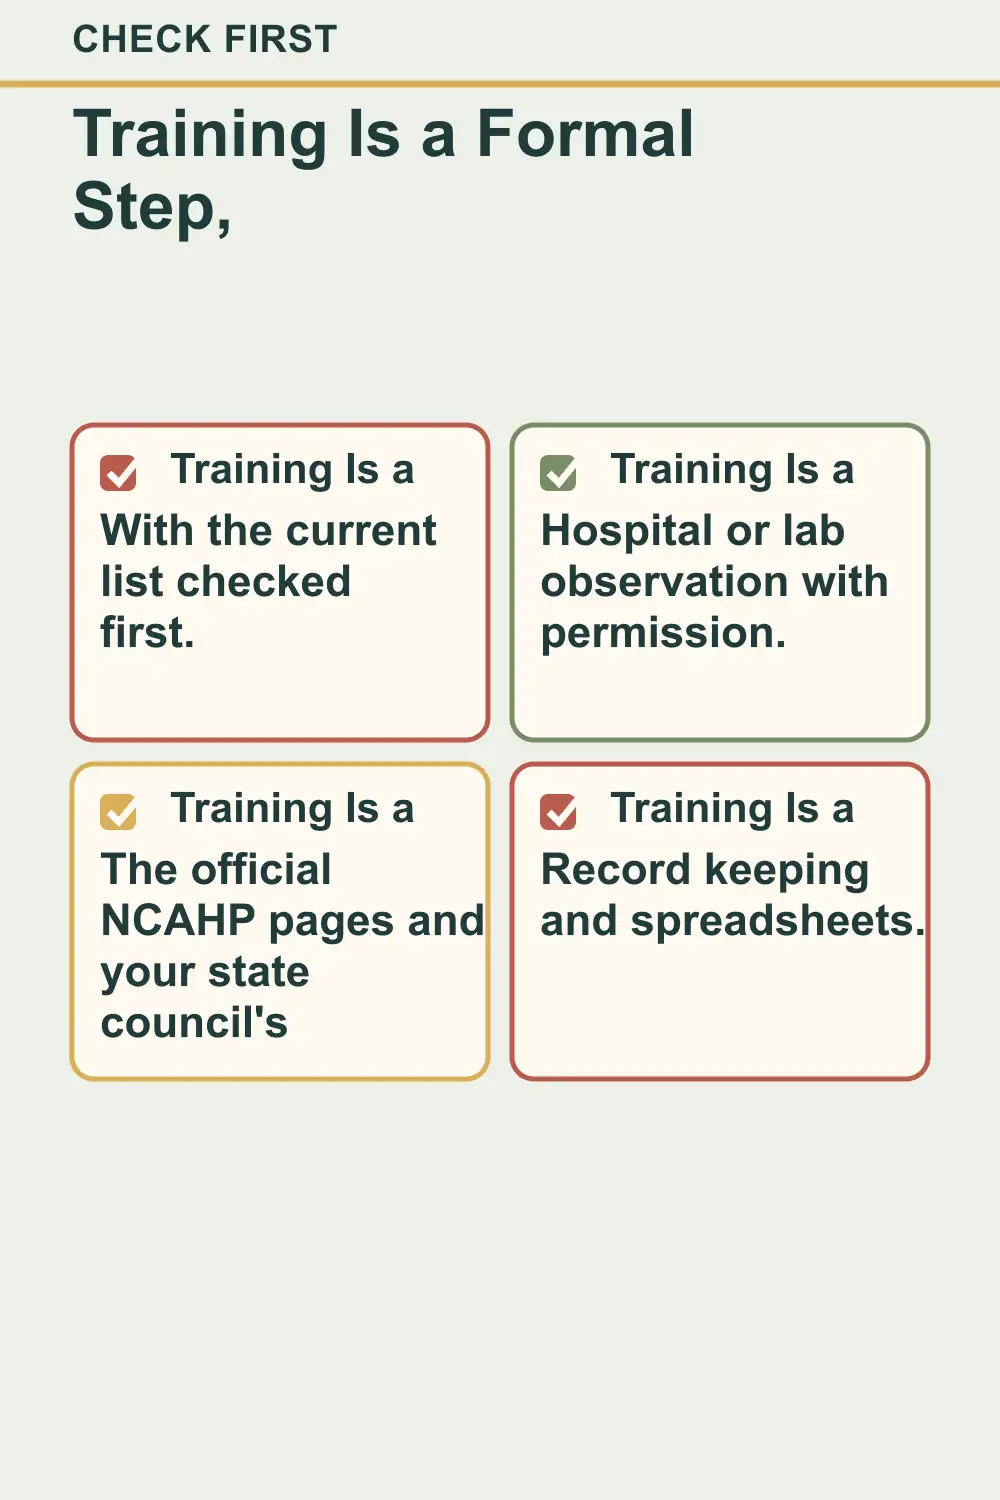 CHECK FIRST
Training Is a Formal
Step,
Training Is a
With the current
list checked
first.
Training Is a
Hospital or lab
observation with
permission.
Training Is a
The official
NCAHP pages and
your state
council's
Training Is a
Record keeping
and spreadsheets.